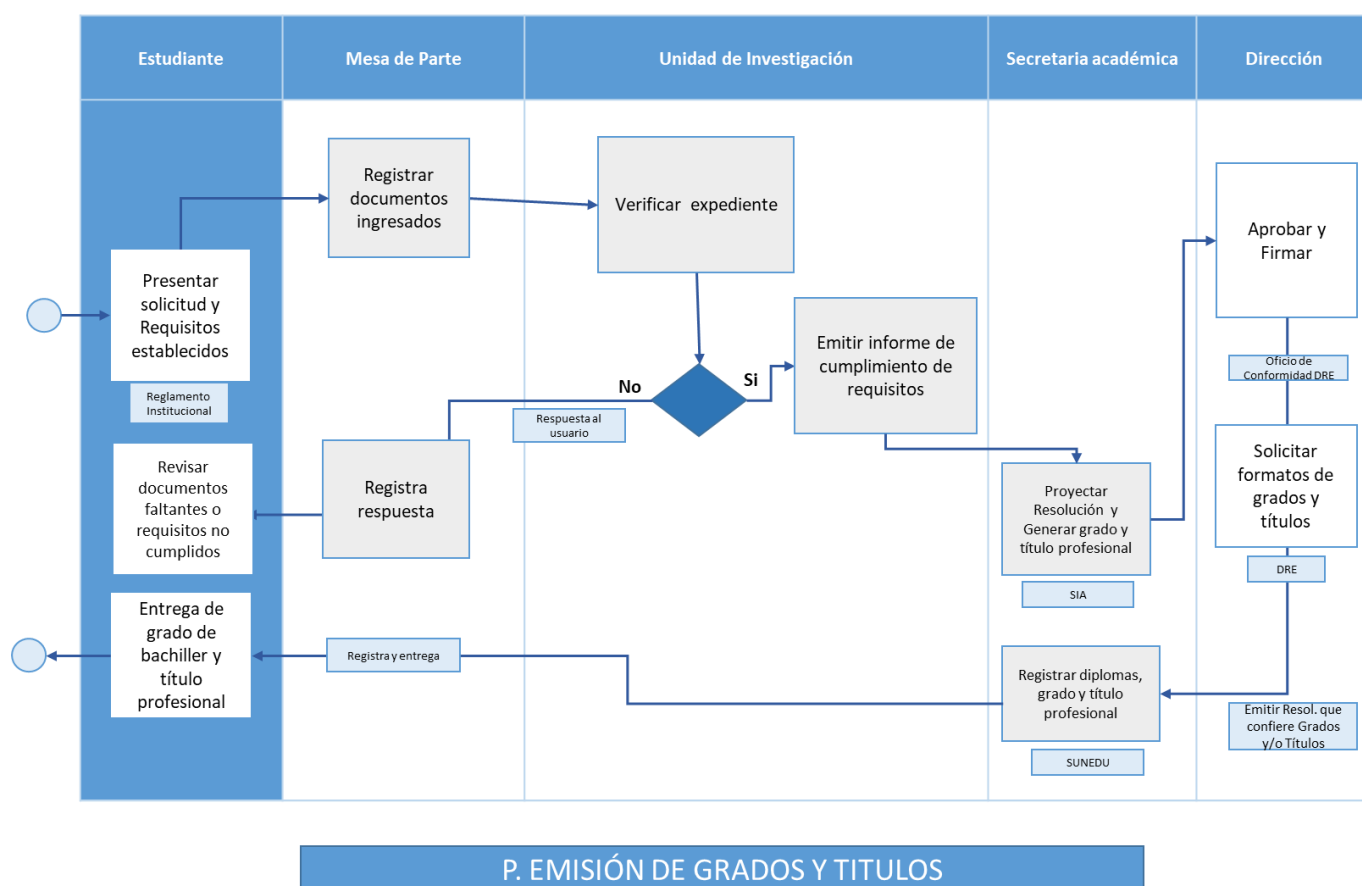 Estudiante
Mesa de Parte
Unidad de Investigación
Secretaria académica
Dirección
Registrar
documentos
ingresados
Verificar expediente
Aprobar y
Firmar
Presentar
solicitud y
Requisitos
establecidos
Reglamento
Institucional
Emitir informe de
cumplimiento de
requisitos
Oficio de
Conformidad DRE
No
Si
Respuesta al
usuario
Revisar
documentos
faltantes o
requisitos no
cumplidos
Registra
respuesta
Proyectar
Resolución y
Generar grado y
título profesional
SIA
Solicitar
formatos de
grados y
títulos
DRE
Entrega de
grado de
bachiller y
título
profesional
Registra y entrega
Registrar diplomas,
grado y título
profesional
SUNEDU
Emitir Resol. que
confiere Grados
y/o Títulos
P. EMISIÓN DE GRADOS Y TITULOS